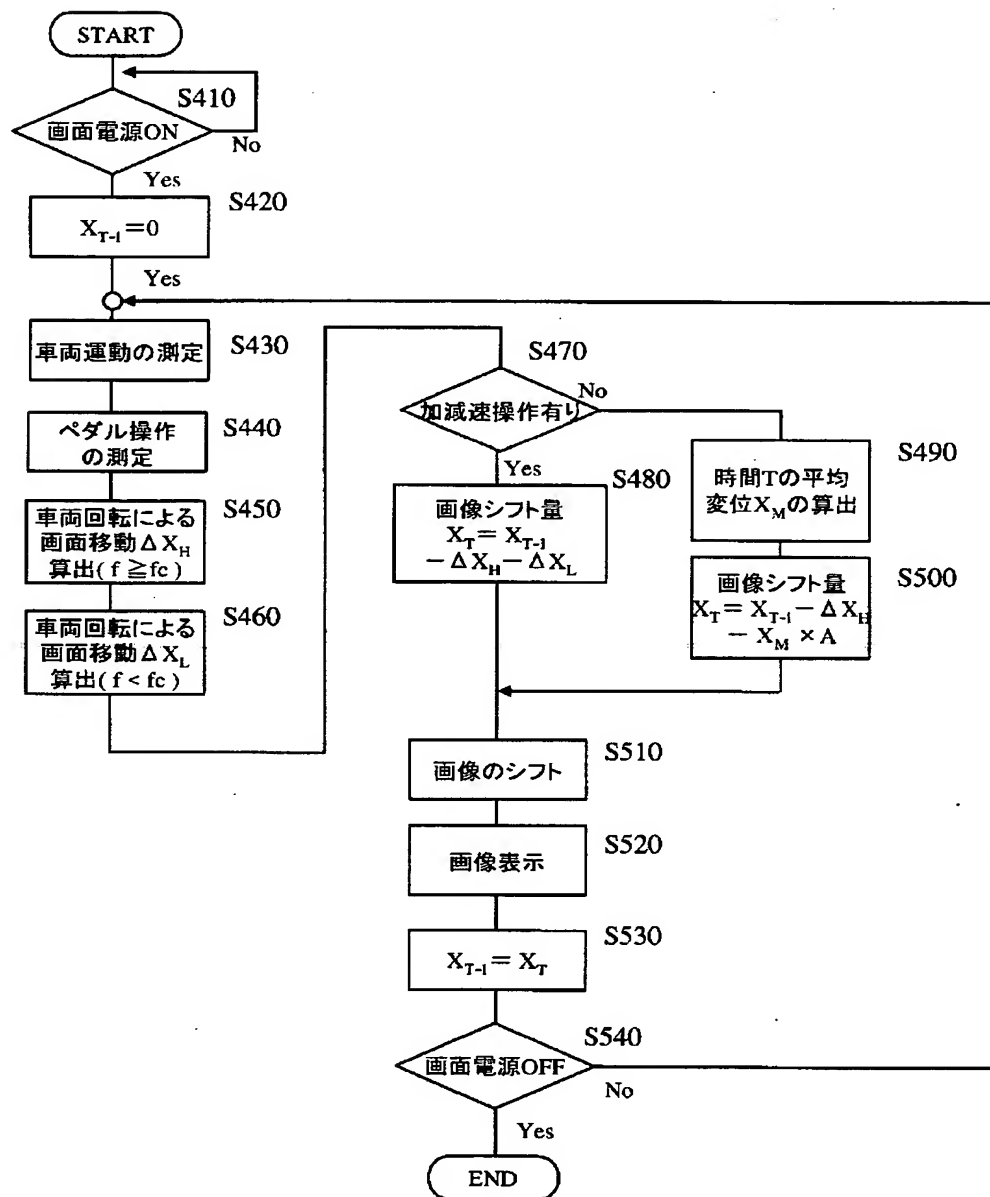 START
S410
画面電源ON
No
Yes
S420
X_{T-1}=0
Yes
車両運動の測定
S430
ペダル操作
の測定
S440
車両回転による
画面移動ΔX_H
算出(f≧fc)
S450
車両回転による
画面移動ΔX_L
算出(f<fc)
S460
S470
加減速操作有り
No
Yes
S480
画像シフト量
X_T=X_{T-1}
-ΔX_H-ΔX_L
S490
時間Tの平均
変位X_Mの算出
S500
画像シフト量
X_T=X_{T-1}-ΔX_H
-X_M×A
S510
画像のシフト
S520
画像表示
S530
X_{T-1}=X_T
S540
画面電源OFF
No
Yes
END